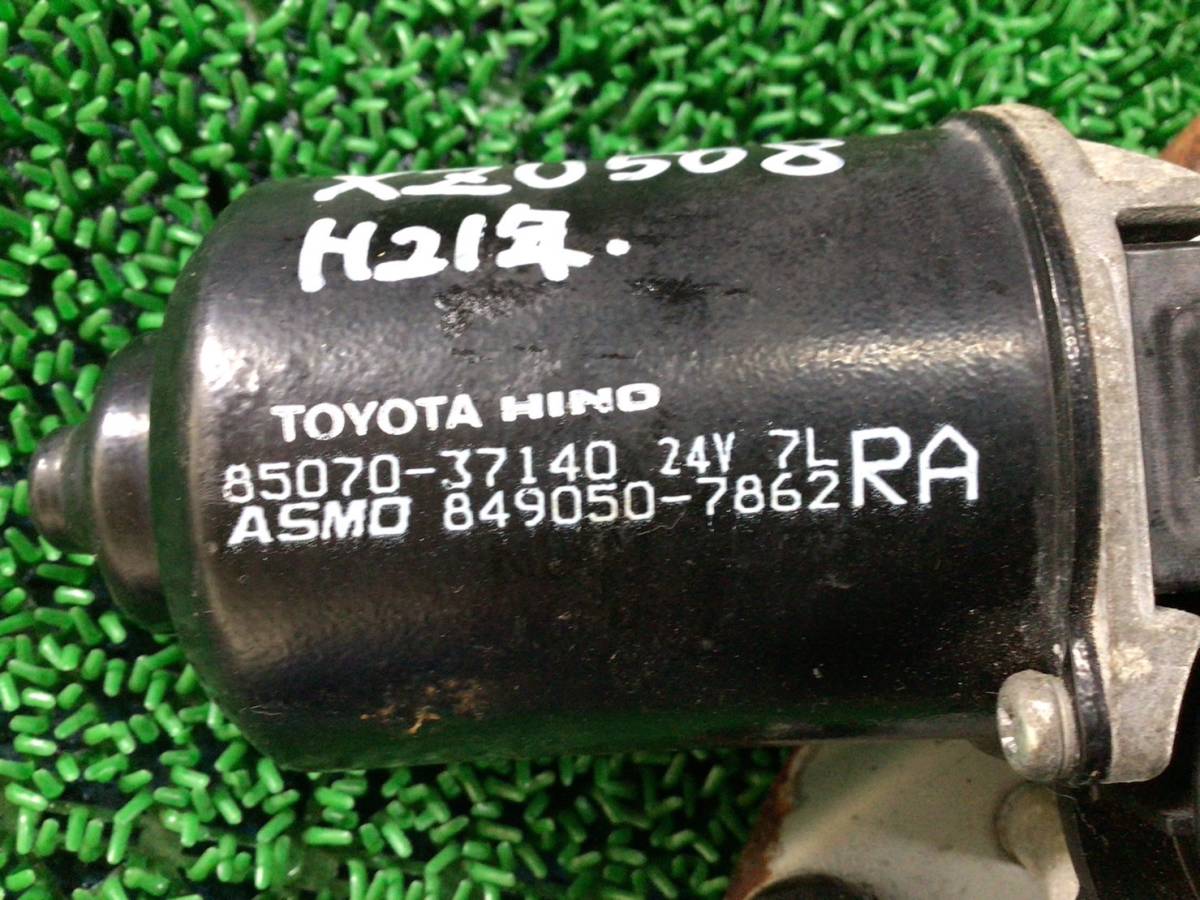 XZU508
H21年.
TOYOTA HINO
85070-37140 24V 7L RA
ASMO 849050-7862